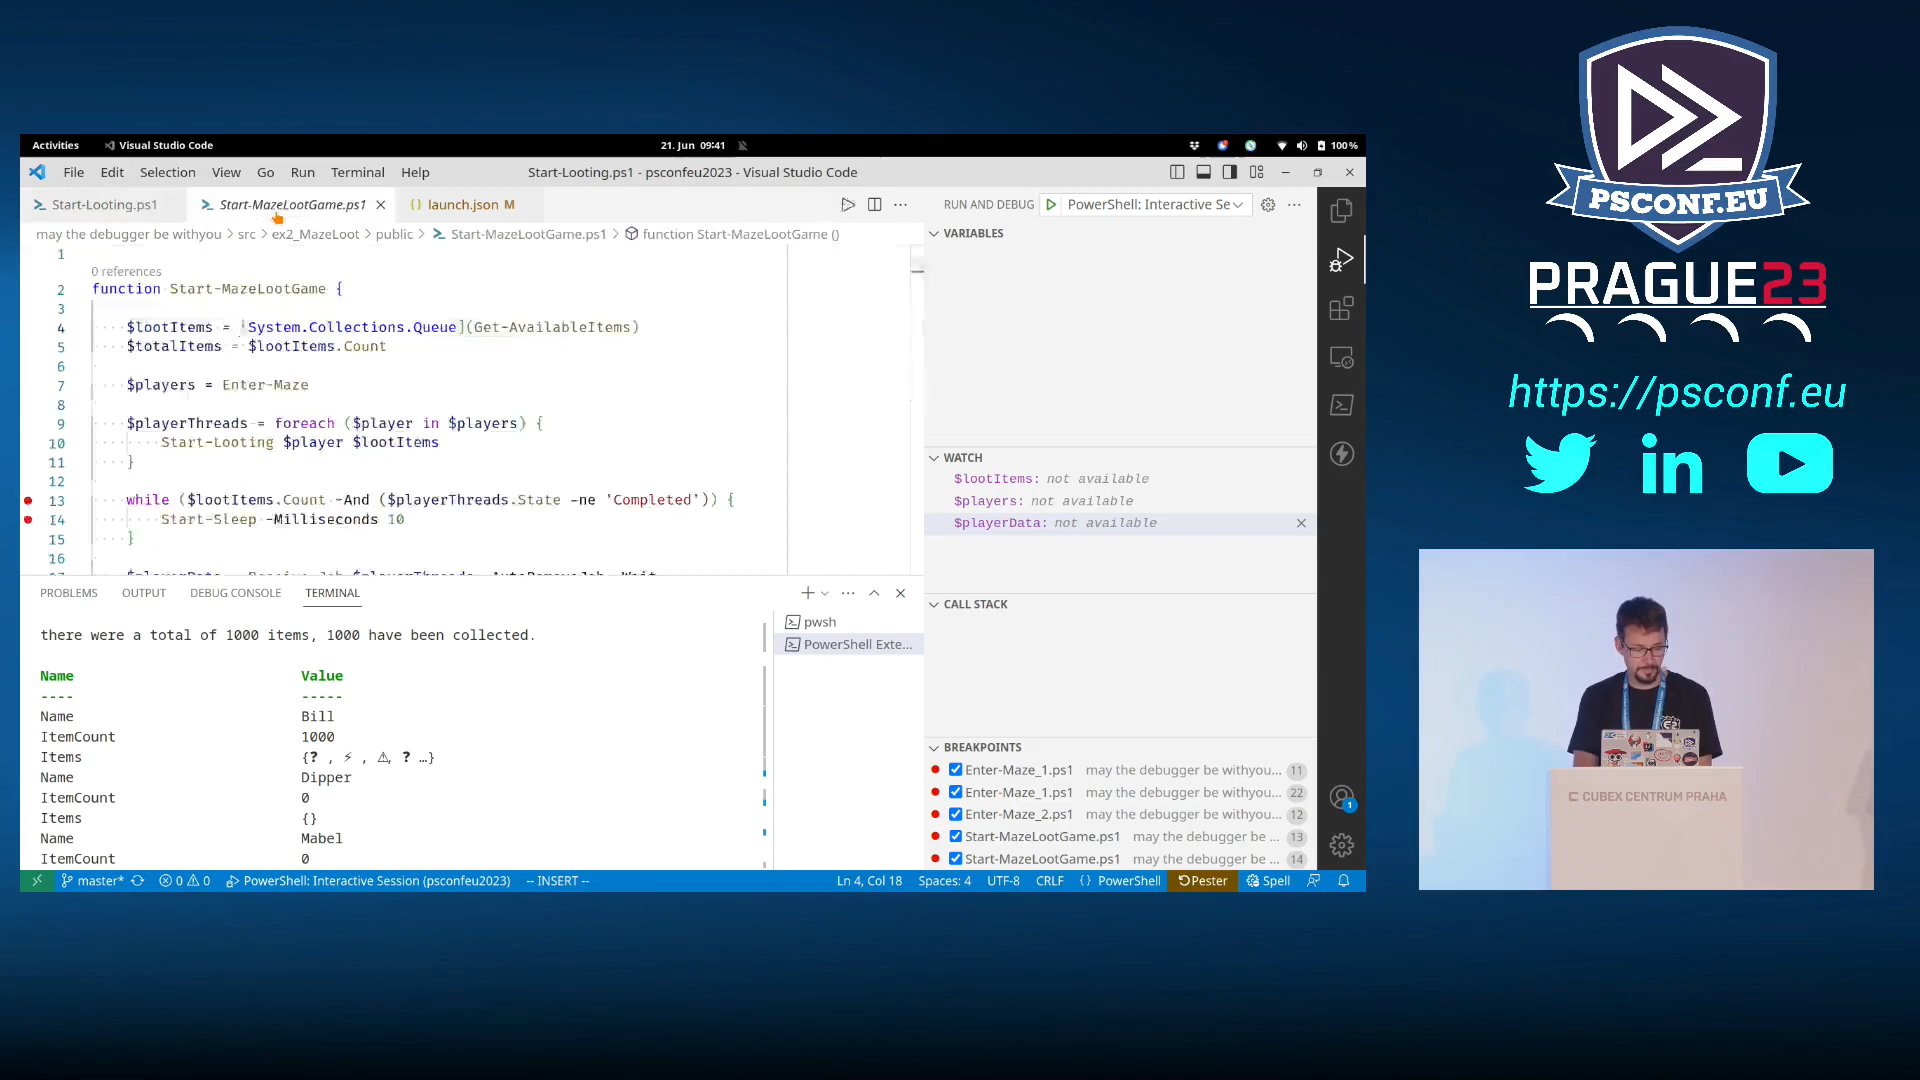 Activities
Visual Studio Code
21. Jun 09:41
100%
File Edit Selection View Go Run Terminal Help
Start-Looting.ps1 - psconfeu2023 - Visual Studio Code
Start-Looting.ps1
Start-MazeLootGame.ps1
launch.json M
may the debugger be withyou > src > ex2_MazeLoot > public > Start-MazeLootGame.ps1 > function Start-MazeLootGame ()
1
0 references
2 function Start-MazeLootGame {
3
4 $lootItems = [System.Collections.Queue](Get-AvailableItems)
5 $totalItems = $lootItems.Count
6
7 $players = Enter-Maze
8
9 $playerThreads = foreach ($player in $players) {
10 Start-Looting $player $lootItems
11 }
12
13 while ($lootItems.Count -And ($playerThreads.State -ne 'Completed')) {
14 Start-Sleep -Milliseconds 10
15 }
16
PROBLEMS OUTPUT DEBUG CONSOLE TERMINAL
there were a total of 1000 items, 1000 have been collected.
Name Value
---- -----
Name Bill
ItemCount 1000
Items {? , ⚡ , ⚠, ? …}
Name Dipper
ItemCount 0
Items {}
Name Mabel
ItemCount 0
pwsh
PowerShell Exte...
RUN AND DEBUG
PowerShell: Interactive Se
VARIABLES
WATCH
$lootItems: not available
$players: not available
$playerData: not available
CALL STACK
BREAKPOINTS
Enter-Maze_1.ps1 may the debugger be withyou... 11
Enter-Maze_1.ps1 may the debugger be withyou... 22
Enter-Maze_2.ps1 may the debugger be withyou... 12
Start-MazeLootGame.ps1 may the debugger be ... 13
Start-MazeLootGame.ps1 may the debugger be ... 14
1
master*
0 0
PowerShell: Interactive Session (psconfeu2023)
-- INSERT --
Ln 4, Col 18
Spaces: 4
UTF-8
CRLF
{} PowerShell
Pester
Spell
PSCONF.EU
PRAGUE23
https://psconf.eu
in
CUBEX CENTRUM PRAHA